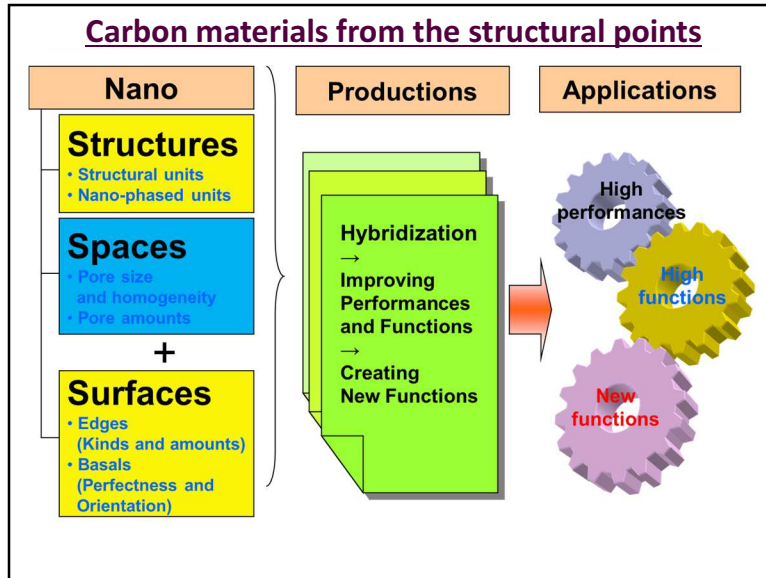 Carbon materials from the structural points
Nano
Structures
• Structural units
• Nano-phased units
Spaces
• Pore size
and homogeneity
• Pore amounts
+
Surfaces
• Edges
(Kinds and amounts)
• Basals
(Perfectness and
Orientation)
Productions
Hybridization
→
Improving
Performances
and Functions
→
Creating
New Functions
Applications
High
performances
High
functions
New
functions